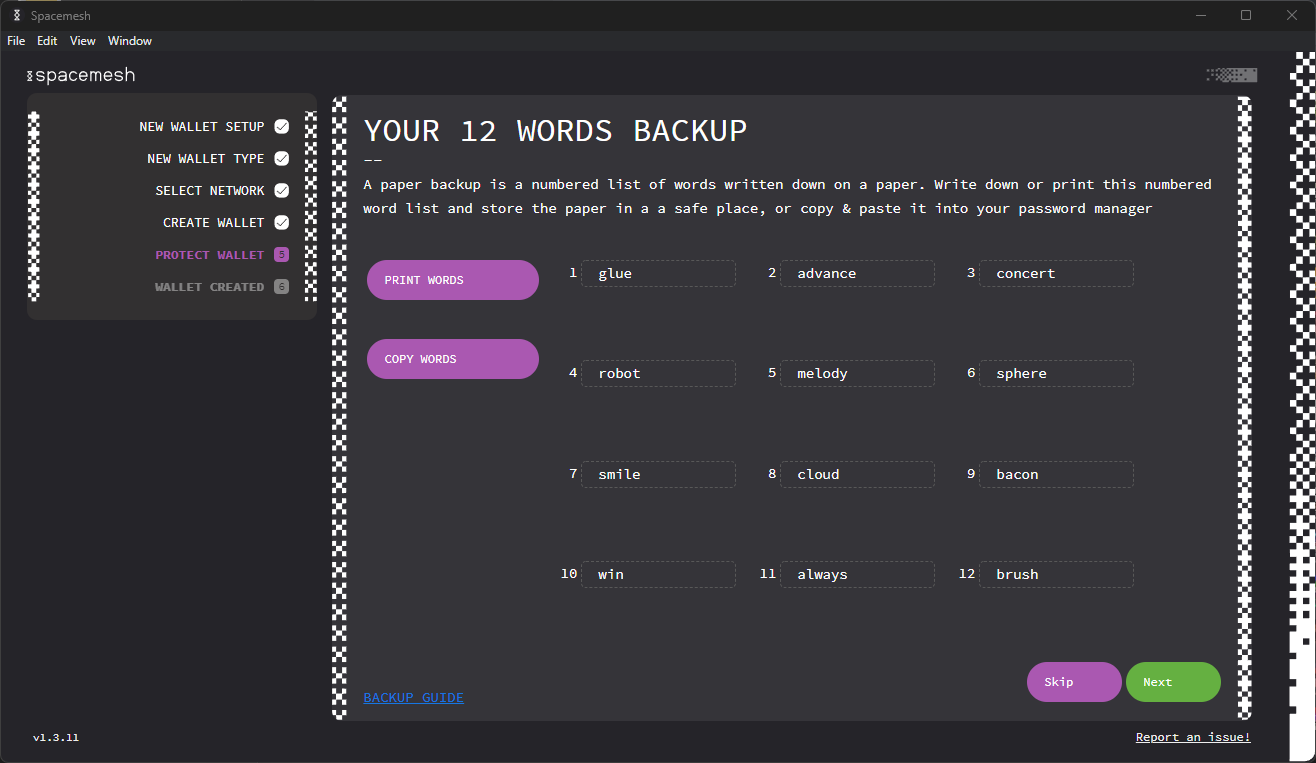 Spacemesh
File Edit View Window
spacemesh
NEW WALLET SETUP
NEW WALLET TYPE
SELECT NETWORK
CREATE WALLET
PROTECT WALLET 5
WALLET CREATED 6
YOUR 12 WORDS BACKUP
--
A paper backup is a numbered list of words written down on a paper. Write down or print this numbered
word list and store the paper in a a safe place, or copy & paste it into your password manager
PRINT WORDS
COPY WORDS
1 glue 2 advance 3 concert
4 robot 5 melody 6 sphere
7 smile 8 cloud 9 bacon
10 win 11 always 12 brush
BACKUP GUIDE
Skip Next
v1.3.11
Report an issue!